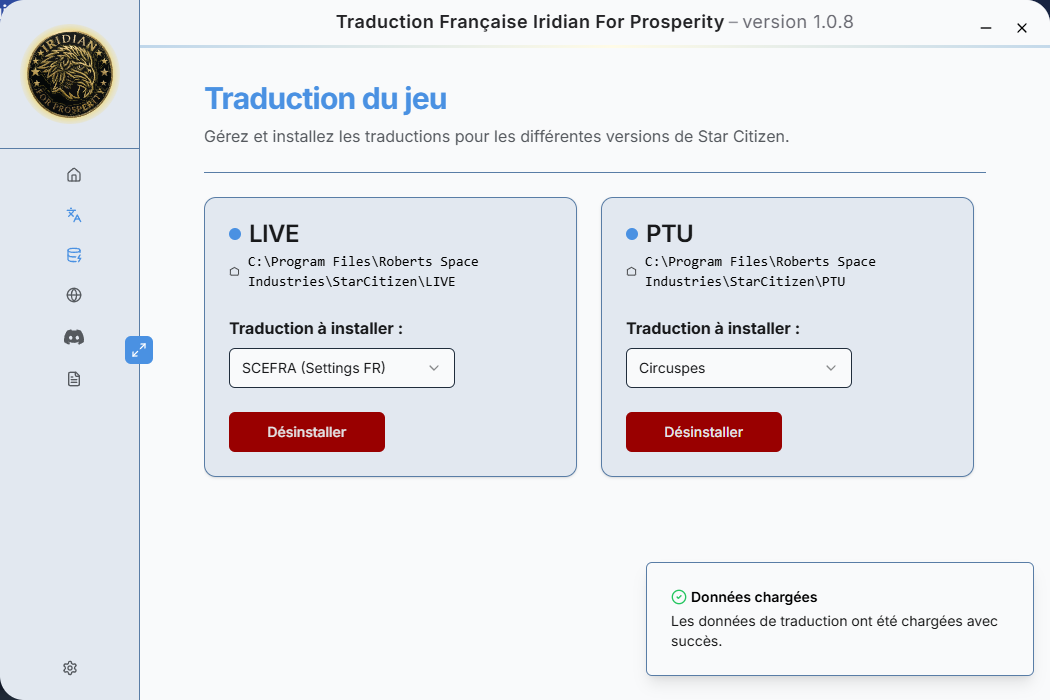 Traduction Française Iridian For Prosperity – version 1.0.8
IRIDIAN
FOR PROSPERITY
Traduction du jeu
Gérez et installez les traductions pour les différentes versions de Star Citizen.
LIVE
C:\Program Files\Roberts Space
Industries\StarCitizen\LIVE
Traduction à installer :
SCEFRA (Settings FR)
Désinstaller
PTU
C:\Program Files\Roberts Space
Industries\StarCitizen\PTU
Traduction à installer :
Circuspes
Désinstaller
Données chargées
Les données de traduction ont été chargées avec
succès.